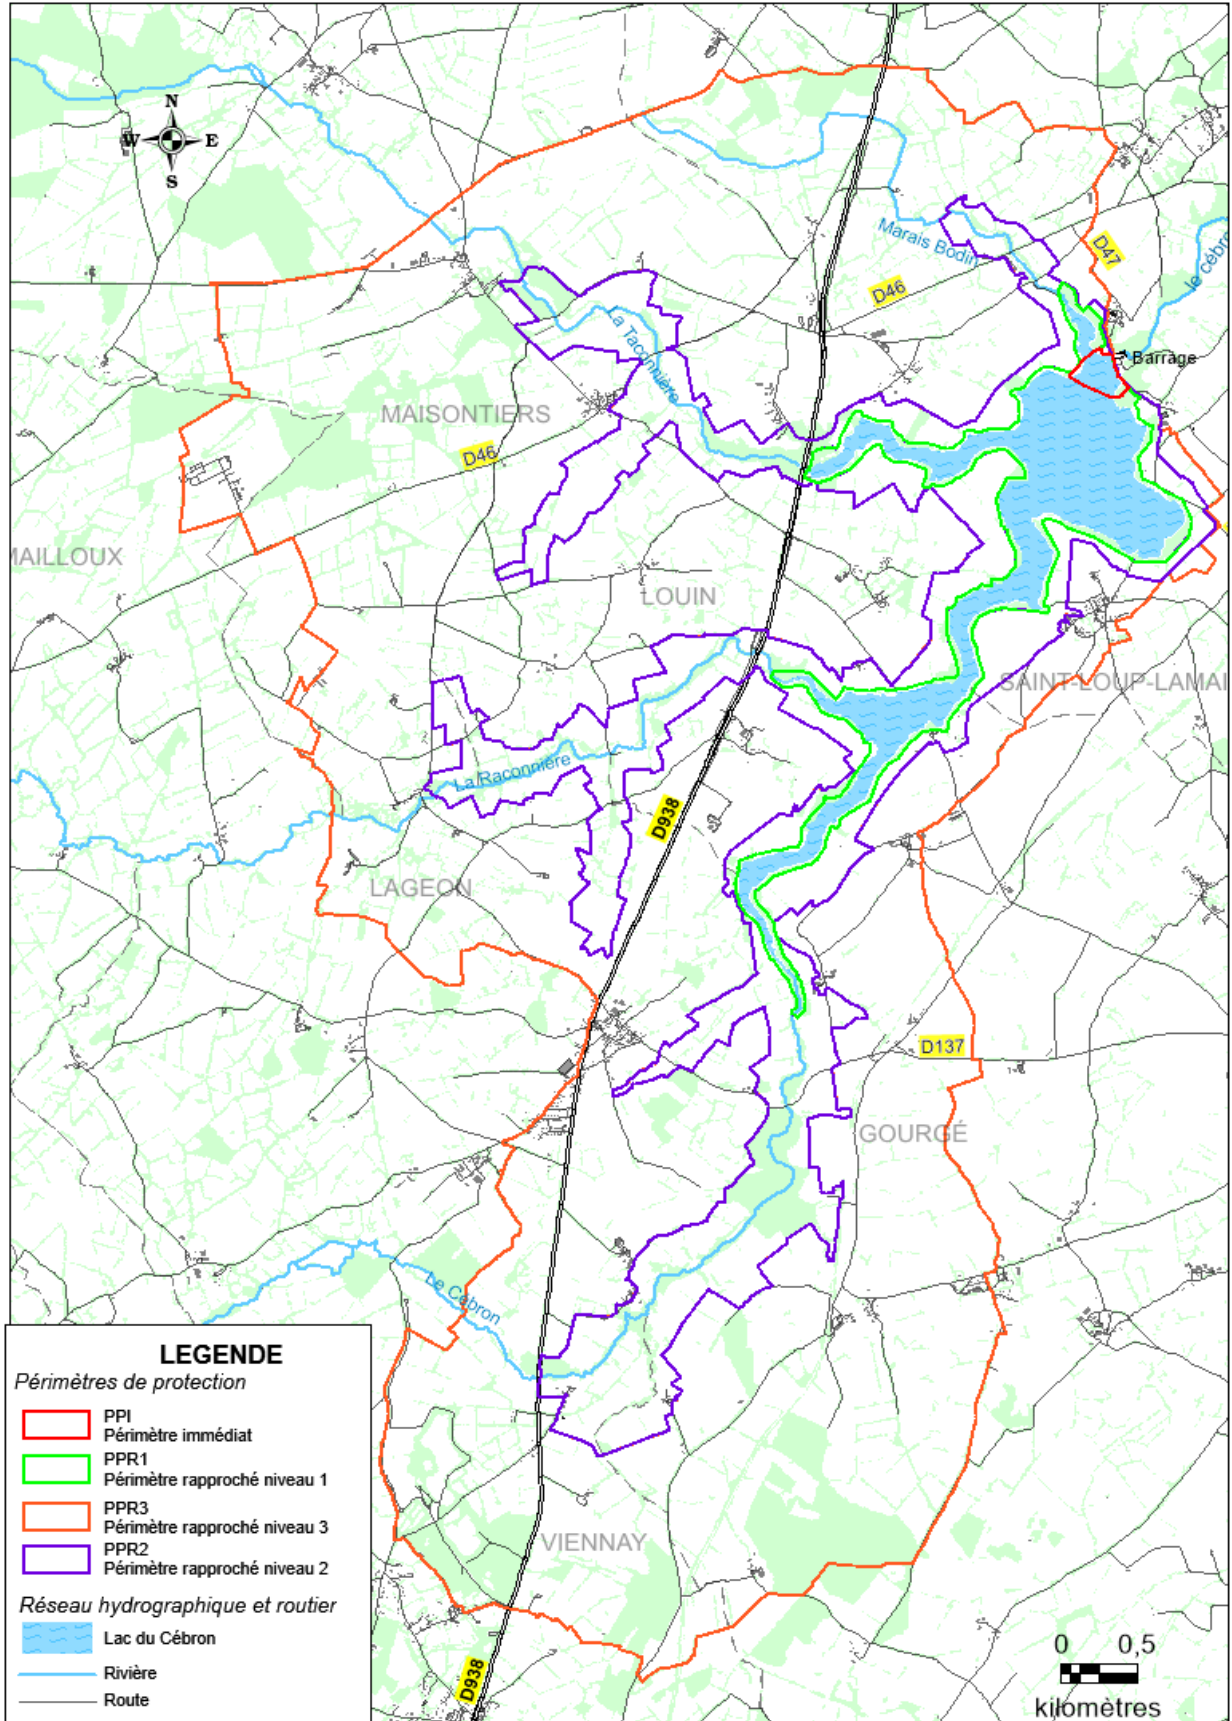 N
W
E
S
Marais Bodin
D47
le cébr
D46
Barrage
La Taconnière
MAISONTIERS
D46
MAILLOUX
LOUIN
SAINT-LOUP-LAMAI
La Raconnière
D938
LAGEON
D137
GOURGÉ
Le Cébron
VIENNAY
D938
LEGENDE
Périmètres de protection
PPI
Périmètre immédiat
PPR1
Périmètre rapproché niveau 1
PPR3
Périmètre rapproché niveau 3
PPR2
Périmètre rapproché niveau 2
Réseau hydrographique et routier
Lac du Cébron
Rivière
Route
0 0,5
kilomètres